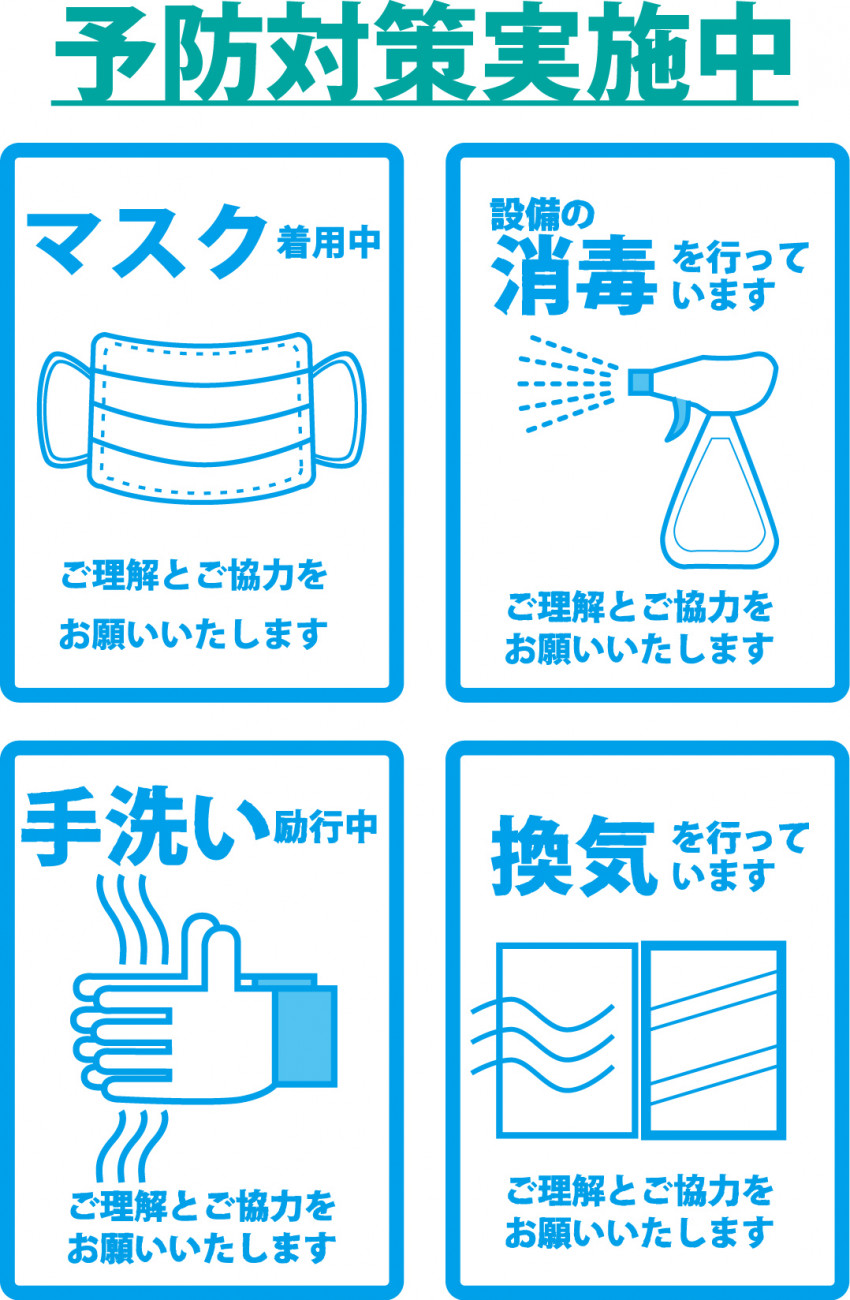 予防対策実施中
マスク着用中
ご理解とご協力を
お願いいたします
設備の
消毒を行って
います
ご理解とご協力を
お願いいたします
手洗い励行中
ご理解とご協力を
お願いいたします
換気を行って
います
ご理解とご協力を
お願いいたします